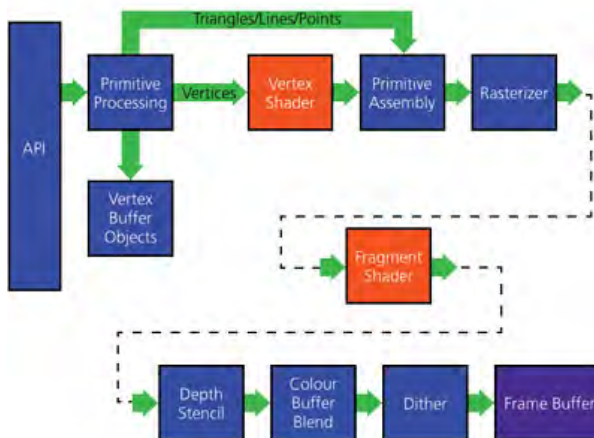 Triangles/Lines/Points
API
Primitive
Processing
Vertices
Vertex
Shader
Primitive
Assembly
Rasterizer
Vertex
Buffer
Objects
Fragment
Shader
Depth
Stencil
Colour
Buffer
Blend
Dither
Frame Buffer